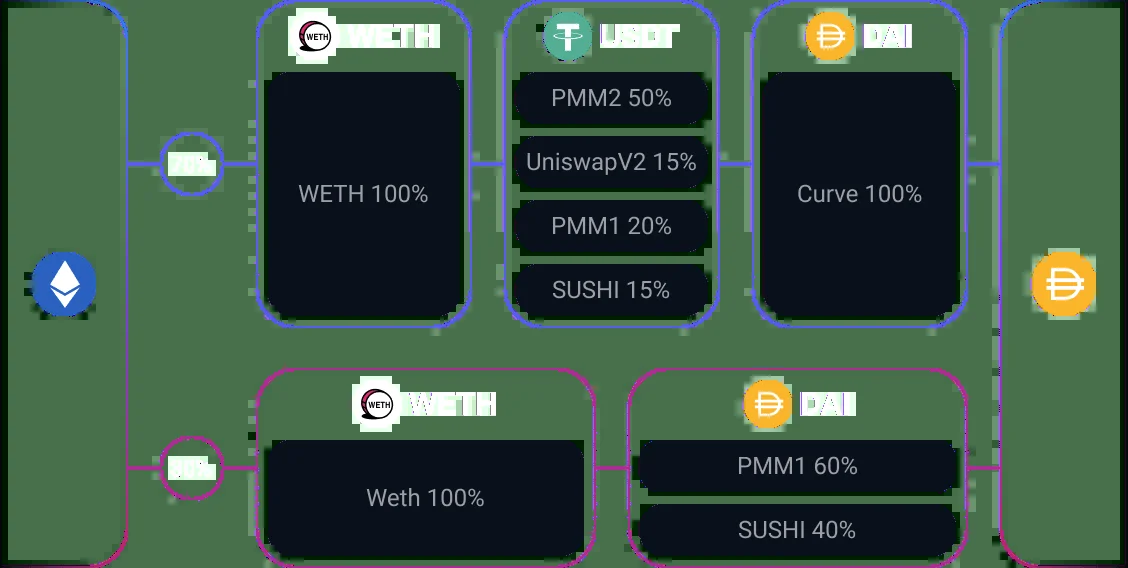 WETH WETH
USDT
DAI
70%
WETH 100%
PMM2 50%
UniswapV2 15%
PMM1 20%
SUSHI 15%
Curve 100%
WETH WETH
DAI
Weth 100%
PMM1 60%
SUSHI 40%